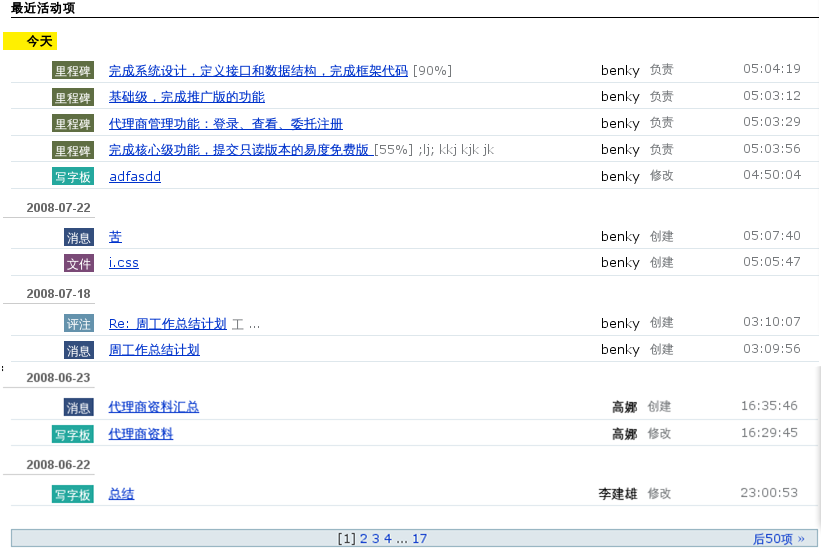 最近活动项
今天
里程碑 完成系统设计，定义接口和数据结构，完成框架代码 [90%] benky 负责 05:04:19
里程碑 基础级，完成推广版的功能 benky 负责 05:03:12
里程碑 代理商管理功能：登录、查看、委托注册 benky 负责 05:03:29
里程碑 完成核心级功能，提交只读版本的易度免费版 [55%] ;lj; kkj kjk jk benky 负责 05:03:56
写字板 adfasdd benky 修改 04:50:04
2008-07-22
消息 苦 benky 创建 05:07:40
文件 i.css benky 创建 05:05:47
2008-07-18
评注 Re: 周工作总结计划 工 ... benky 创建 03:10:07
消息 周工作总结计划 benky 创建 03:09:56
2008-06-23
消息 代理商资料汇总 高娜 创建 16:35:46
写字板 代理商资料 高娜 修改 16:29:45
2008-06-22
写字板 总结 李建雄 修改 23:00:53
[1] 2 3 4 ... 17 后50项 »